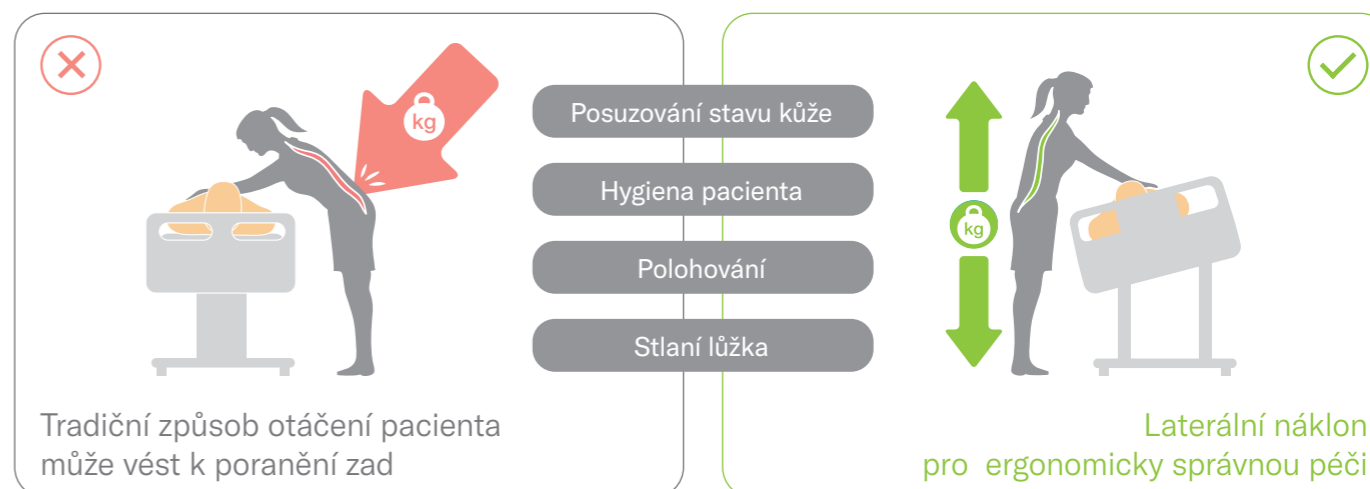 kg
Posuzování stavu kůže
Hygiena pacienta
kg
Polohování
Stlaní lůžka
Tradiční způsob otáčení pacienta
může vést k poranění zad
Laterální náklon
pro ergonomicky správnou péči